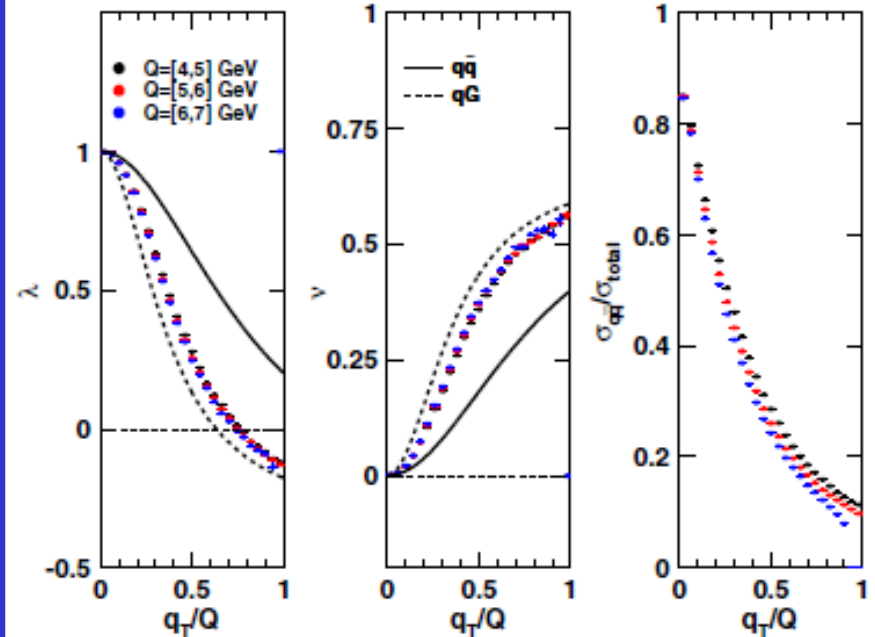 1
0.5
0
-0.5
λ
Q=[4,5] GeV
Q=[5,6] GeV
Q=[6,7] GeV
0 0.5 1
q_T/Q
1
0.75
0.5
0.25
0
ν
qq̄
qG
0 0.5 1
q_T/Q
0.8
0.6
0.4
0.2
0
σ_qq̄/σ_total
0 0.5 1
q_T/Q